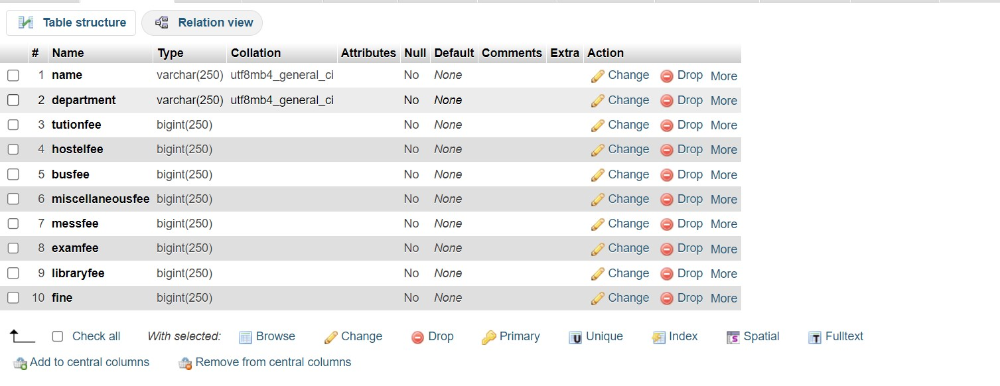 Table structure Relation view
# Name Type Collation Attributes Null Default Comments Extra Action
1 name varchar(250) utf8mb4_general_ci No None Change Drop More
2 department varchar(250) utf8mb4_general_ci No None Change Drop More
3 tutionfee bigint(250) No None Change Drop More
4 hostelfee bigint(250) No None Change Drop More
5 busfee bigint(250) No None Change Drop More
6 miscellaneousfee bigint(250) No None Change Drop More
7 messfee bigint(250) No None Change Drop More
8 examfee bigint(250) No None Change Drop More
9 libraryfee bigint(250) No None Change Drop More
10 fine bigint(250) No None Change Drop More
Check all With selected: Browse Change Drop Primary Unique Index Spatial Fulltext
Add to central columns Remove from central columns